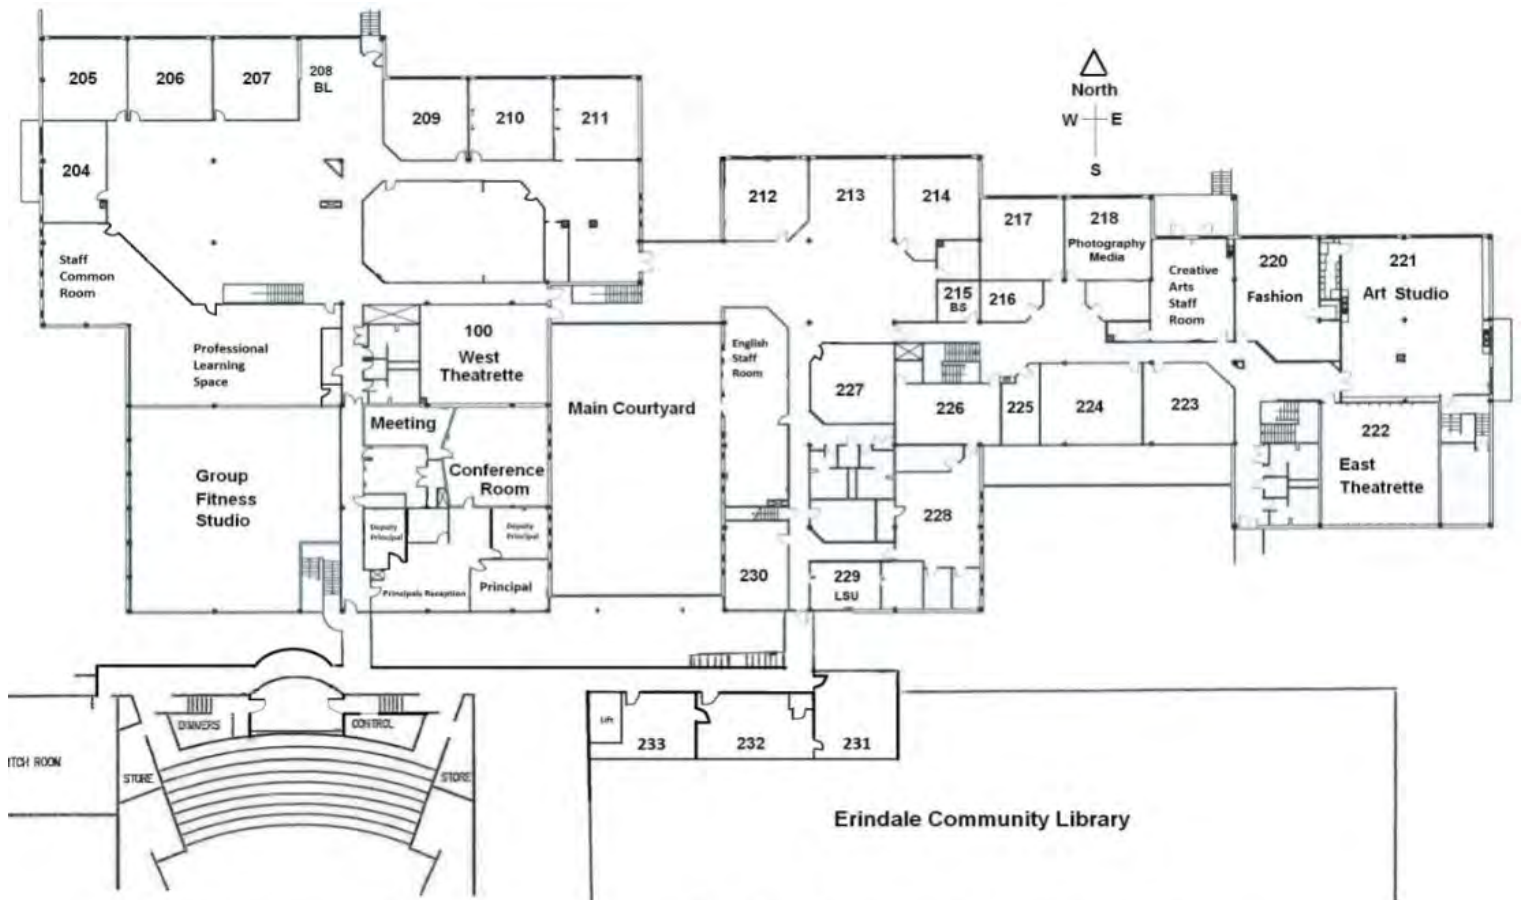 205
206
207
208
BL
209
210
211
204
North
W
E
S
212
213
214
217
218
Photography
Media
Staff
Common
Room
215
BS
216
Creative
Arts
Staff
Room
220
Fashion
221
Art Studio
Professional
Learning
Space
100
West
Theatrette
English
Staff
Room
227
226
225
224
223
Main Courtyard
Meeting
222
East
Theatrette
Group
Fitness
Studio
Conference
Room
Deputy
Principal
Deputy
Principal
228
Principals Reception
Principal
230
229
LSU
DIMMERS
CONTROL
Lift
233
232
231
ITCH ROOM
STORE
STORE
Erindale Community Library